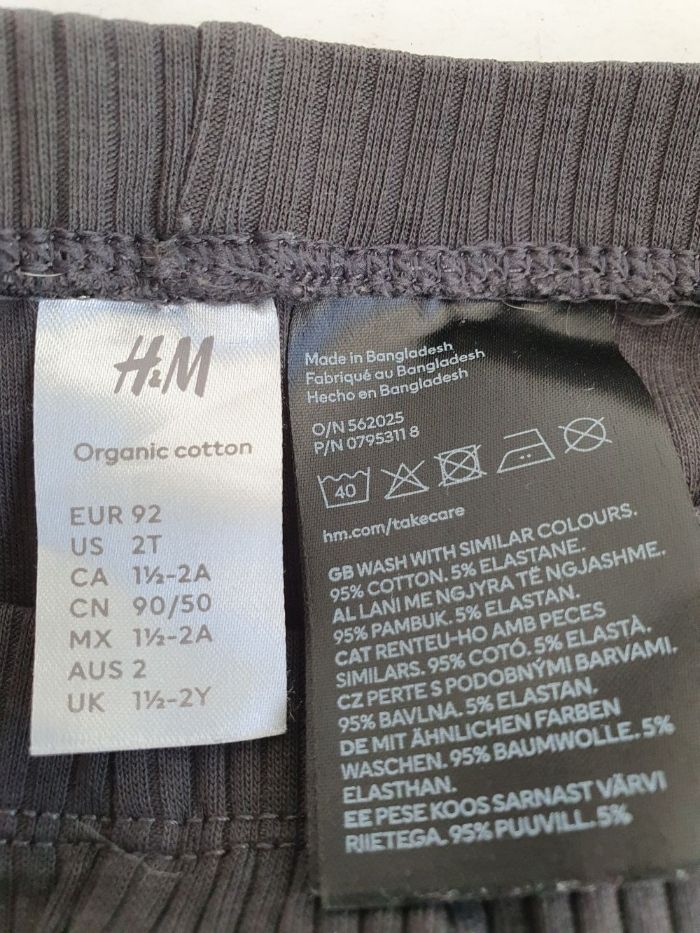 H&M
Organic cotton
EUR 92
US 2T
CA 1½-2A
CN 90/50
MX 1½-2A
AUS 2
UK 1½-2Y
Made in Bangladesh
Fabriqué au Bangladesh
Hecho en Bangladesh
O/N 562025
P/N 0795311 8
40
hm.com/takecare
GB WASH WITH SIMILAR COLOURS.
95% COTTON. 5% ELASTANE.
AL LANI ME NGJYRA TË NGJASHME.
95% PAMBUK. 5% ELASTAN.
CAT RENTEU-HO AMB PECES
SIMILARS. 95% COTÓ. 5% ELASTÀ.
CZ PERTE S PODOBNÝMI BARVAMI.
95% BAVLNA. 5% ELASTAN.
DE MIT ÄHNLICHEN FARBEN
WASCHEN. 95% BAUMWOLLE. 5%
ELASTHAN.
EE PESE KOOS SARNAST VÄRVI
RIIETEGA. 95% PUUVILL. 5%